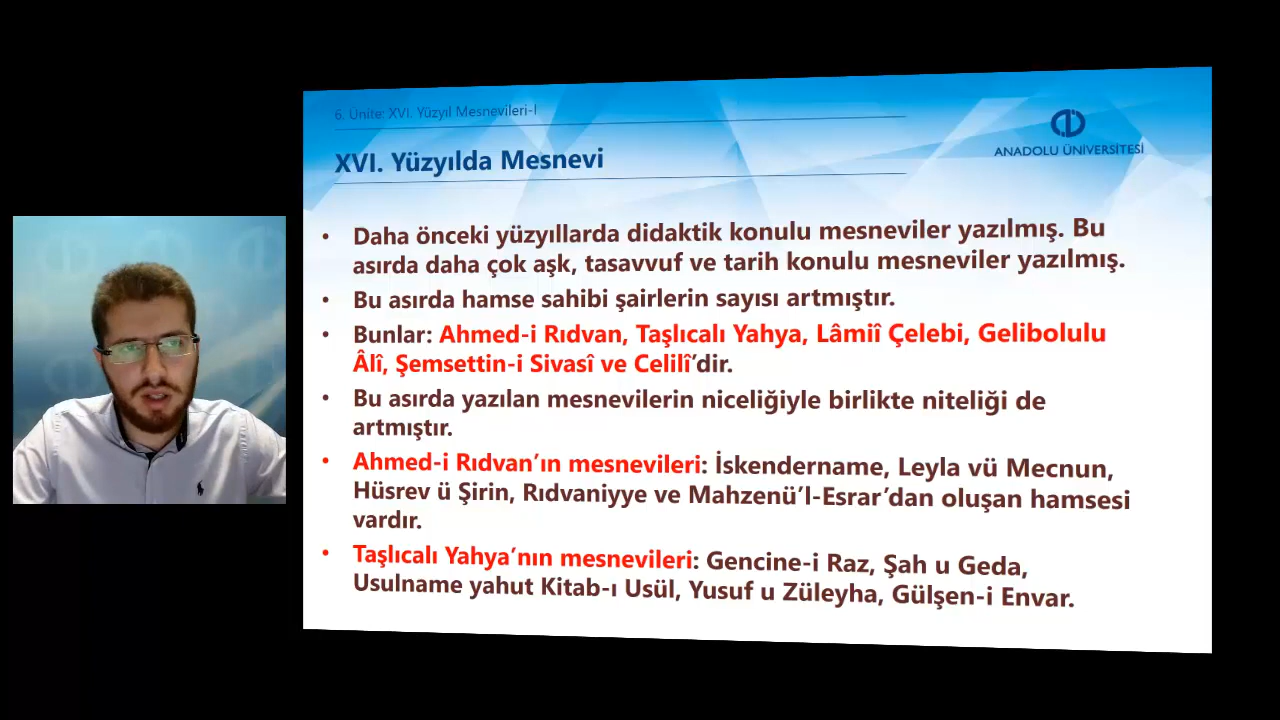 6. Ünite: XVI. Yüzyıl Mesnevileri-I
ANADOLU ÜNİVERSİTESİ
XVI. Yüzyılda Mesnevi
• Daha önceki yüzyıllarda didaktik konulu mesneviler yazılmış. Bu
asırda daha çok aşk, tasavvuf ve tarih konulu mesneviler yazılmış.
• Bu asırda hamse sahibi şairlerin sayısı artmıştır.
• Bunlar: Ahmed-i Rıdvan, Taşlıcalı Yahya, Lâmiî Çelebi, Gelibolulu
Âlî, Şemsettin-i Sivasî ve Celilî’dir.
• Bu asırda yazılan mesnevilerin niceliğiyle birlikte niteliği de
artmıştır.
• Ahmed-i Rıdvan’ın mesnevileri: İskendername, Leyla vü Mecnun,
Hüsrev ü Şirin, Rıdvaniyye ve Mahzenü’l-Esrar’dan oluşan hamsesi
vardır.
• Taşlıcalı Yahya’nın mesnevileri: Gencine-i Raz, Şah u Geda,
Usulname yahut Kitab-ı Usül, Yusuf u Züleyha, Gülşen-i Envar.